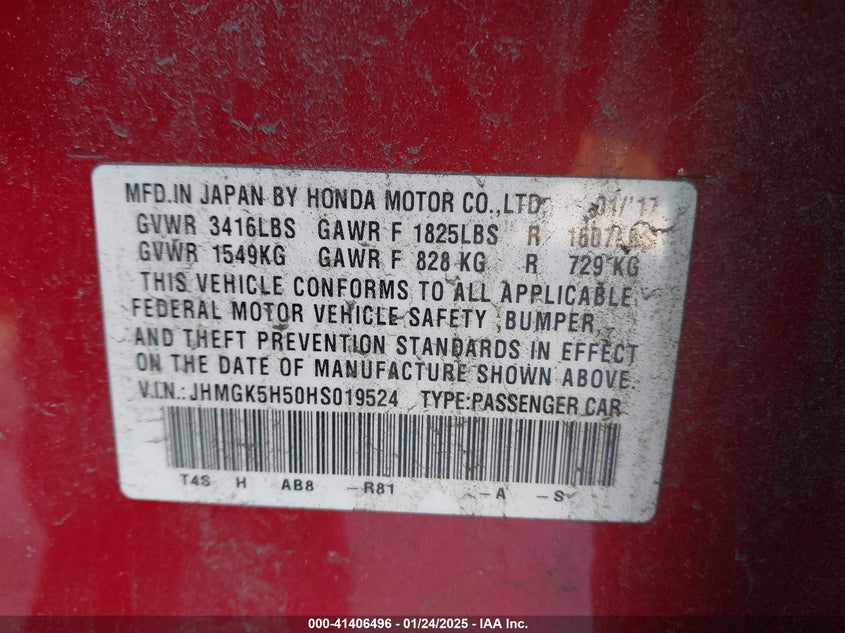 MFD.IN JAPAN BY HONDA MOTOR CO.,LTD. 01/'17
GVWR 3416LBS GAWR F 1825LBS R 1607LBS
GVWR 1549KG GAWR F 828 KG R 729 KG
THIS VEHICLE CONFORMS TO ALL APPLICABLE
FEDERAL MOTOR VEHICLE SAFETY ,BUMPER
AND THEFT PREVENTION STANDARDS IN EFFECT
ON THE DATE OF MANUFACTURE SHOWN ABOVE.
V.I.N.: JHMGK5H50HS019524 TYPE:PASSENGER CAR
T4S H AB8 -R81 -A -S
000-41406496 - 01/24/2025 - IAA Inc.